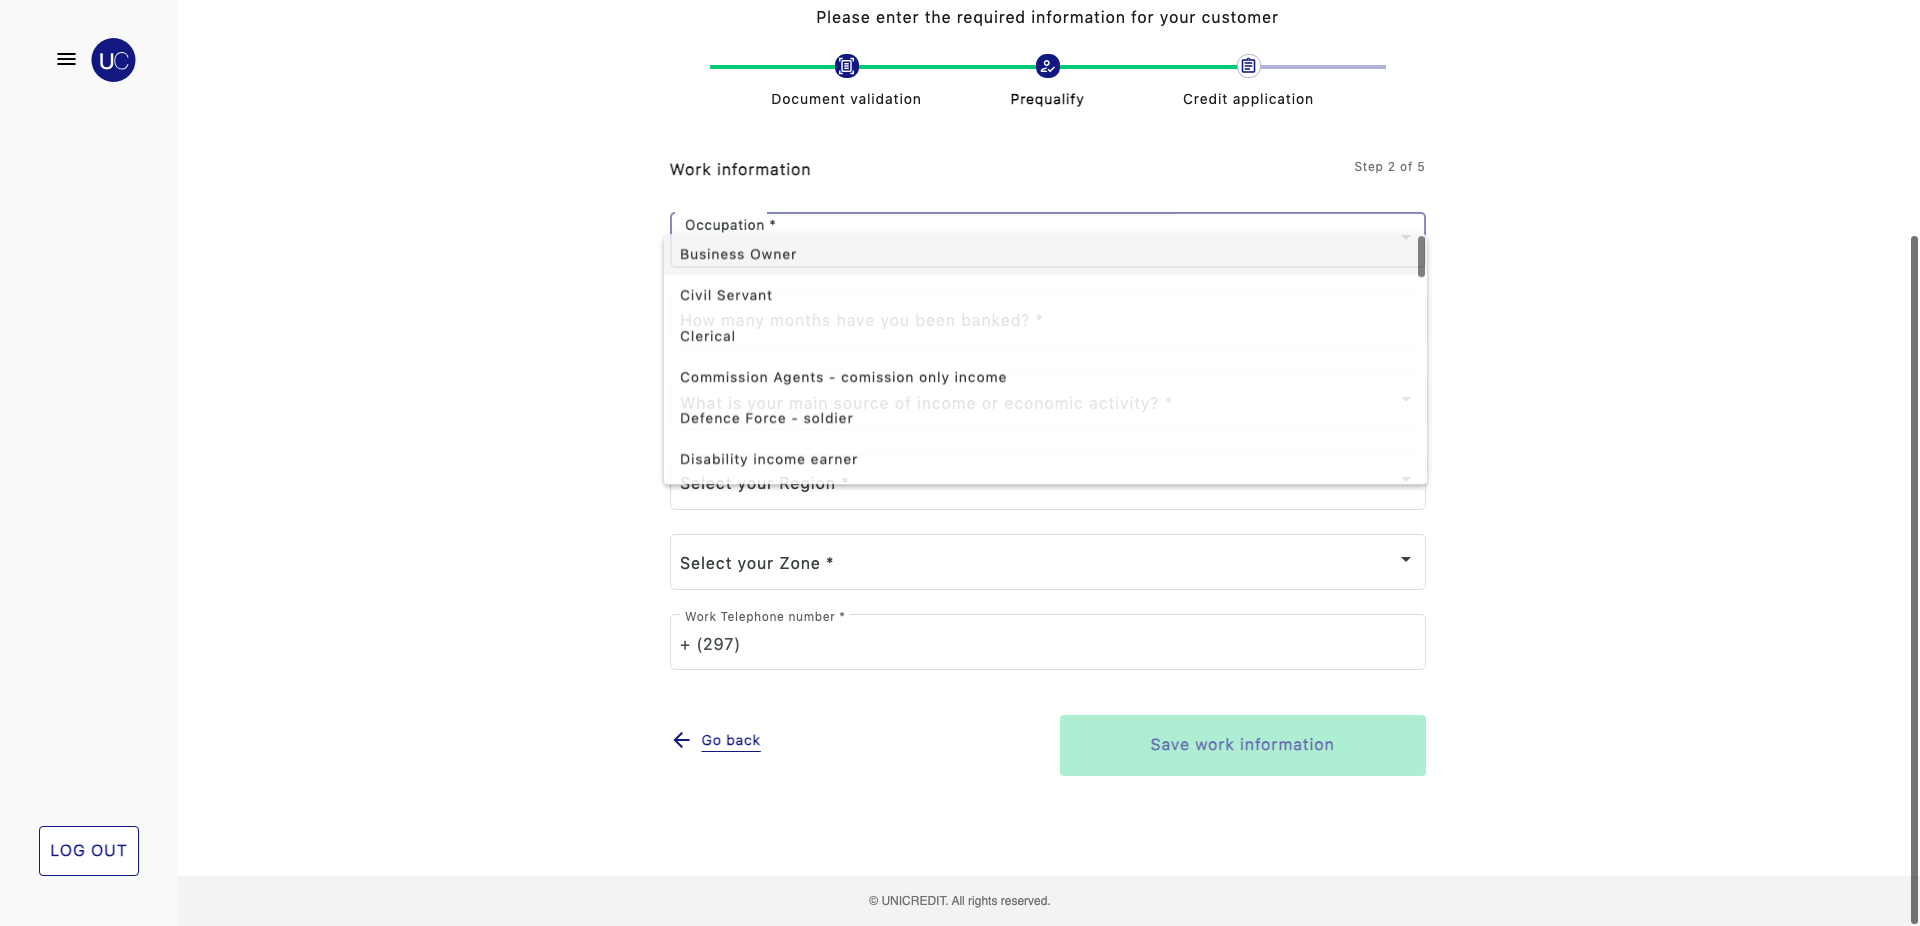 Please enter the required information for your customer
UC
Document validation
Prequalify
Credit application
Work information
Step 2 of 5
Occupation *
Business Owner
Civil Servant
How many months have you been banked? *
Clerical
Commission Agents - comission only income
What is your main source of income or economic activity? *
Defence Force - soldier
Disability income earner
Select your Region *
Select your Zone *
Work Telephone number *
+ (297)
Go back
Save work information
LOG OUT
© UNICREDIT. All rights reserved.